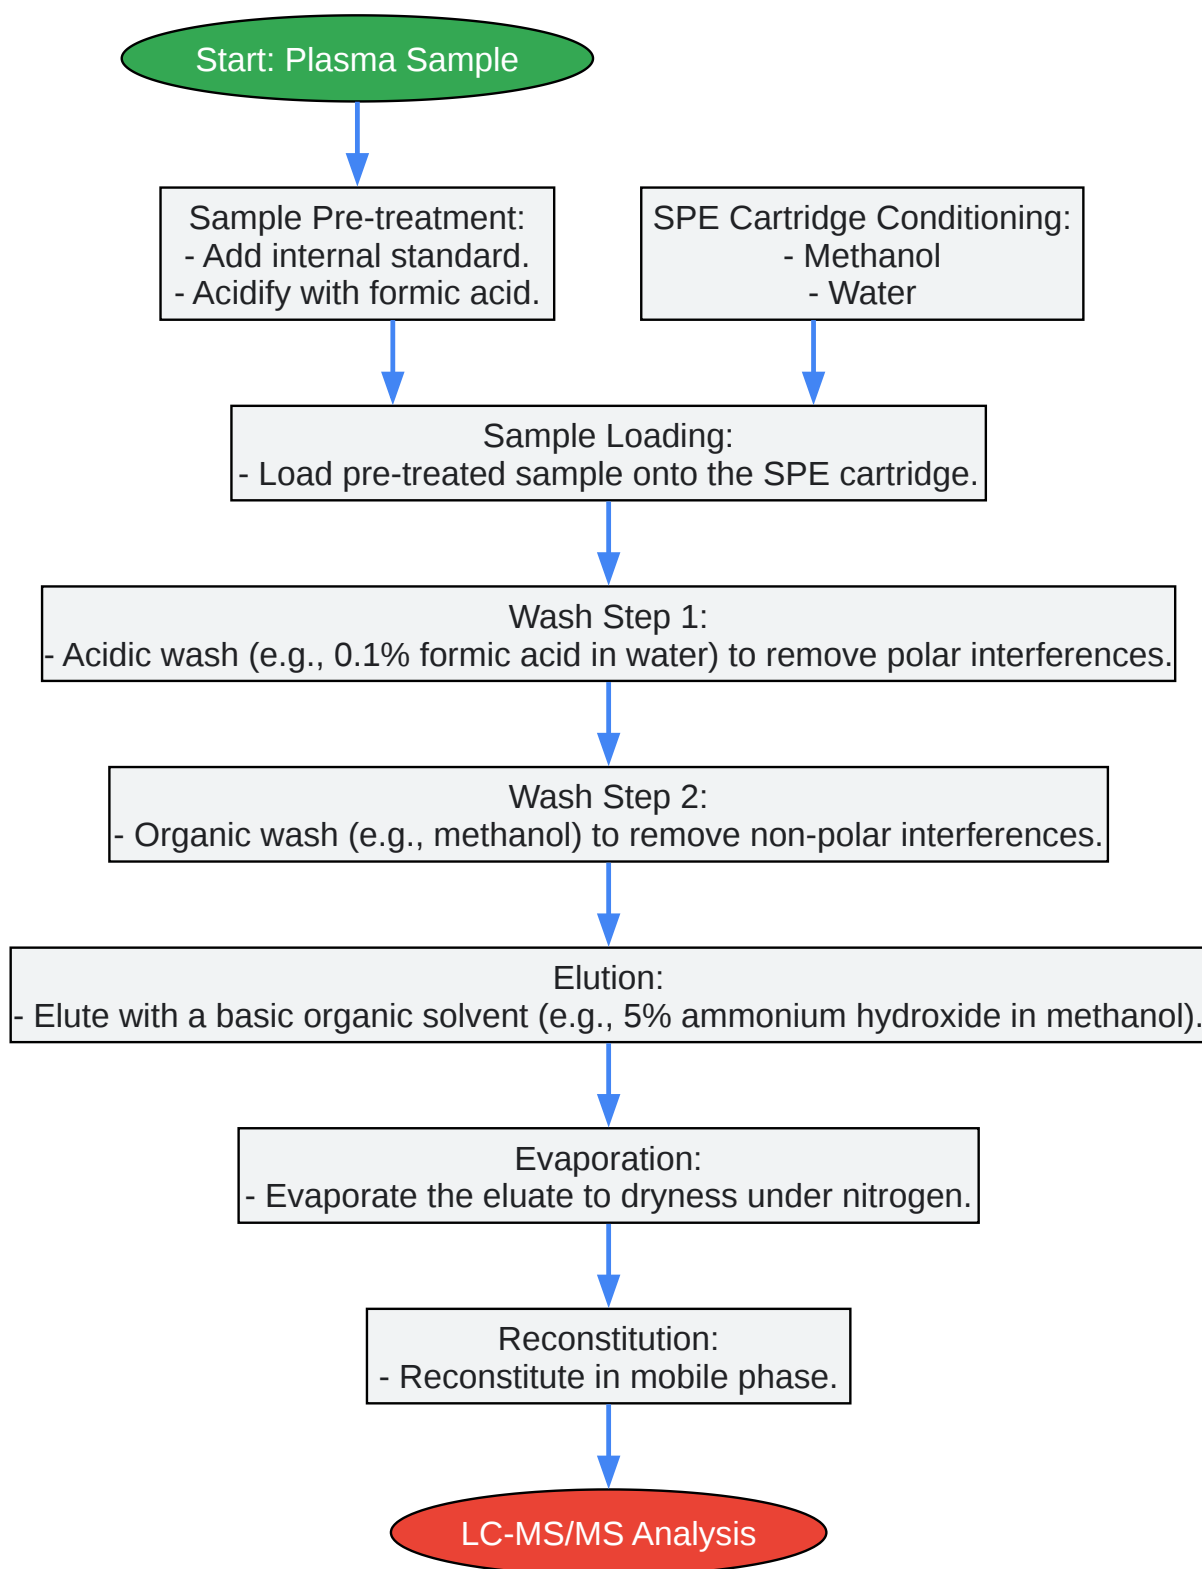 Start: Plasma Sample
Sample Pre-treatment:
- Add internal standard.
- Acidify with formic acid.
SPE Cartridge Conditioning:
- Methanol
- Water
Sample Loading:
- Load pre-treated sample onto the SPE cartridge.
Wash Step 1:
- Acidic wash (e.g., 0.1% formic acid in water) to remove polar interferences.
Wash Step 2:
- Organic wash (e.g., methanol) to remove non-polar interferences.
Elution:
- Elute with a basic organic solvent (e.g., 5% ammonium hydroxide in methanol).
Evaporation:
- Evaporate the eluate to dryness under nitrogen.
Reconstitution:
- Reconstitute in mobile phase.
LC-MS/MS Analysis